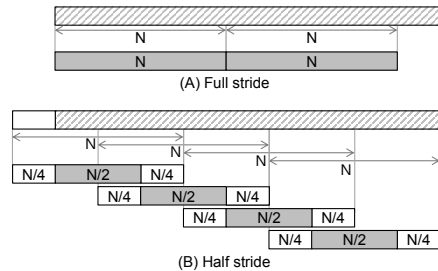 N N
N N
(A) Full stride
N
N
N
N
N/4 N/2 N/4
N/4 N/2 N/4
N/4 N/2 N/4
N/4 N/2 N/4
(B) Half stride